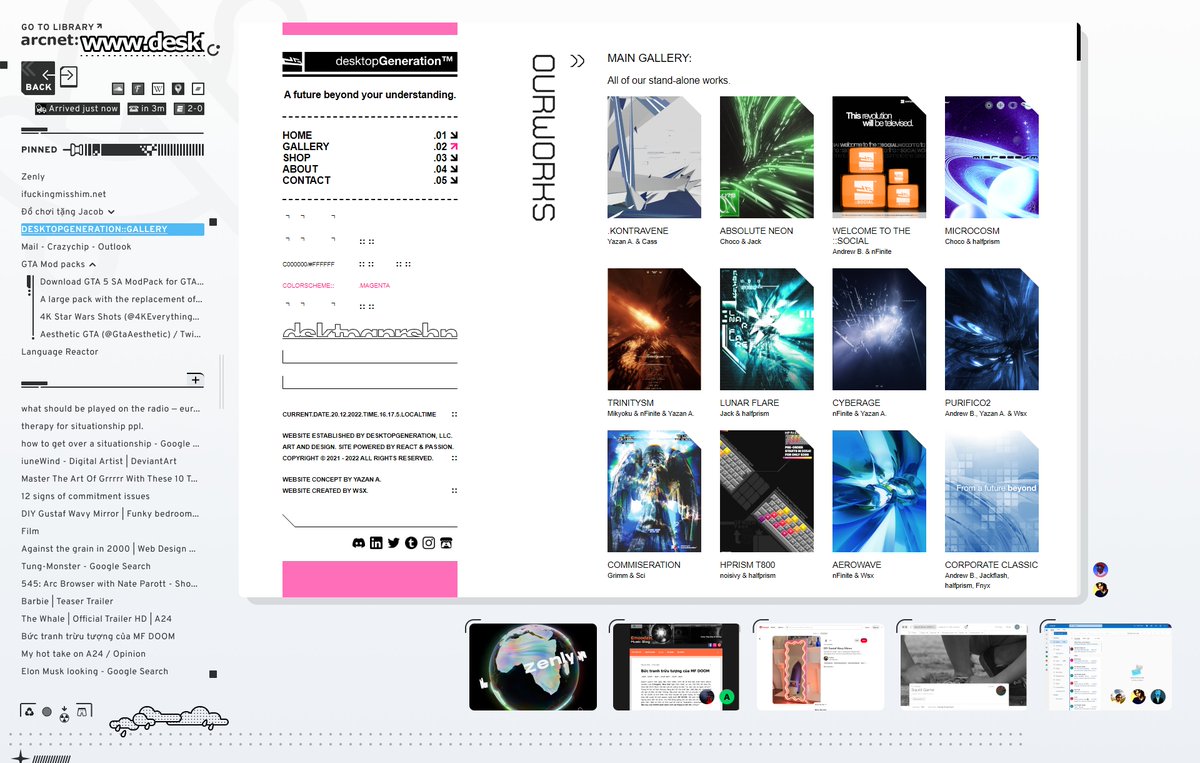 GO TO LIBRARY
arcnet: www.deskt
BACK
Arrived just now
in 3m
2-0
PINNED
Zenly
ifuckingmisshim.net
Đồ chơi tặng Jacob
DESKTOPGENERATION::GALLERY
Mail - Crazychip - Outlook
GTA Mod packs
Download GTA 5 SA ModPack for GTA...
A large pack with the replacement of...
4K Star Wars Shots (@4KEverything...
Aesthetic GTA (@GtaAesthetic) / Twi...
Language Reactor
what should be played on the radio — eur...
therapy for situationship ppl.
how to get over situationship - Google ...
iuneWind - Digital Artist | DeviantArt
Master The Art Of Grrrr With These 10 T...
12 signs of commitment issues
DIY Gustaf Wavy Mirror | Funky bedroom...
Film
Against the grain in 2000 | Web Design ...
Tung-Monster - Google Search
545: Arc Browser with Nate Parott - Sho...
Barbie | Teaser Trailer
The Whale | Official Trailer HD | A24
Bức tranh trừu tượng của MF DOOM
My hot take on A24 / Opinion
desktopGeneration™
A future beyond your understanding.
HOME .01
GALLERY .02
SHOP .03
ABOUT .04
CONTACT .05
C000000/#FFFFFF
COLORSCHEME:: /MAGENTA
CURRENT.DATE.20.12.2022.TIME.16.17.5.LOCALTIME
WEBSITE ESTABLISHED BY DESKTOPGENERATION, LLC.
ART AND DESIGN. SITE POWERED BY REACT & PASSION.
COPYRIGHT © 2021 - 2022 ALL RIGHTS RESERVED.
WEBSITE CONCEPT BY YAZAN A.
WEBSITE CREATED BY WSX.
OURWORKS
MAIN GALLERY:
All of our stand-alone works.
This revolution
will be televised.
.KONTRAVENE
Yazan A. & Cass
ABSOLUTE NEON
Choco & Jack
WELCOME TO THE
::SOCIAL
Andrew B. & nFinite
MICROCOSM
Choco & halfprism
TRINITYSM
Mikyoku & nFinite & Yazan A.
LUNAR FLARE
Jack & halfprism
CYBERAGE
nFinite & Yazan A.
PURIFICO2
Andrew B., Yazan A. & Wsx
From a future beyond
COMMISERATION
Grimm & Sci
HPRISM T800
noisivy & halfprism
AEROWAVE
nFinite & Wsx
CORPORATE CLASSIC
Andrew B., Jackflash,
halfprism, Fnyx
Bức tranh trừu tượng của MF DOOM